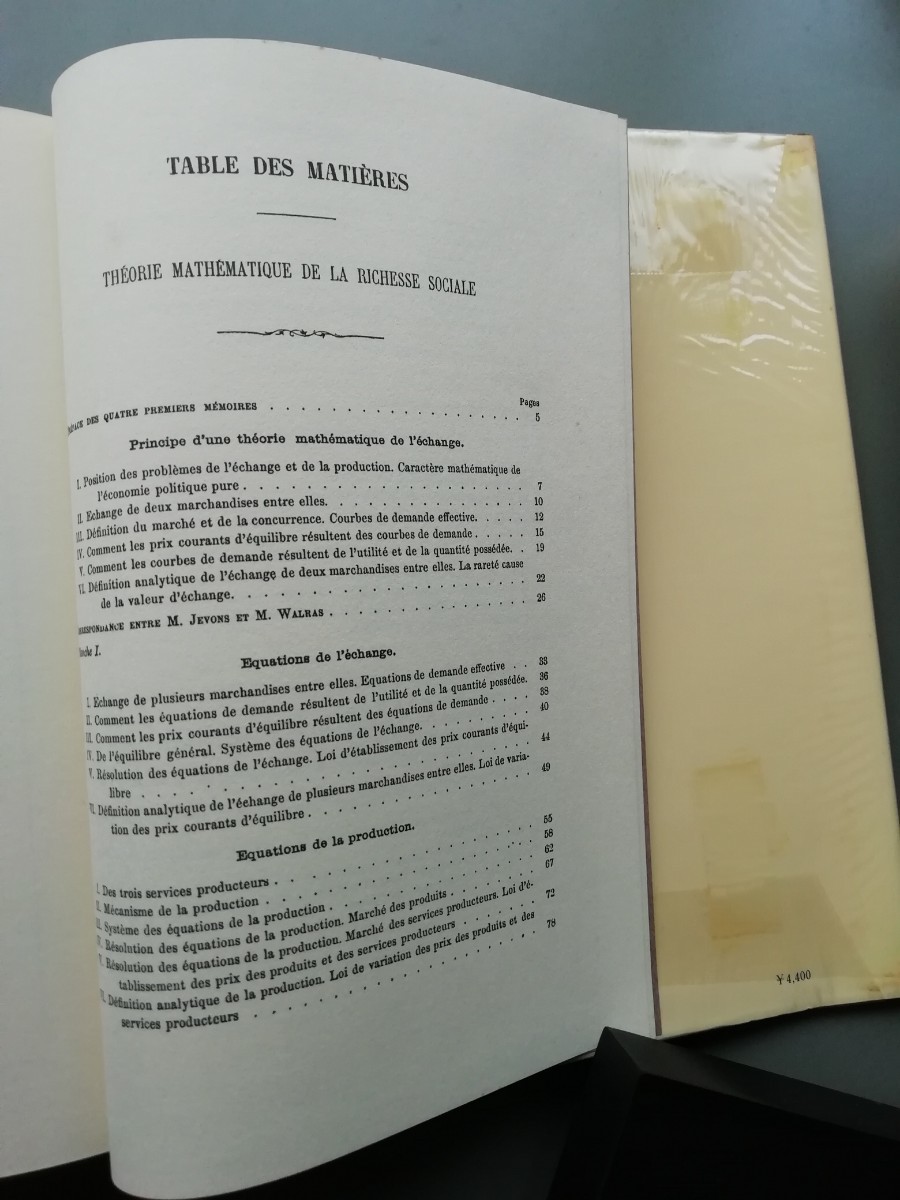 TABLE DES MATIÈRES
THÉORIE MATHÉMATIQUE DE LA RICHESSE SOCIALE
Pages
DES QUATRE PREMIERS MÉMOIRES . . . . . . . . . . . . . . . . . . 5
Principe d'une théorie mathématique de l'échange.
I. Position des problèmes de l'échange et de la production. Caractère mathématique de
l'économie politique pure . . . . . . . . . . . . . . . . . . . . 7
II. Echange de deux marchandises entre elles. . . . . . . . . . . . . . 10
III. Définition du marché et de la concurrence. Courbes de demande effective. . . . . 12
IV. Comment les prix courants d'équilibre résultent des courbes de demande . . . . . 15
V. Comment les courbes de demande résultent de l'utilité et de la quantité possédée. . 19
VI. Définition analytique de l'échange de deux marchandises entre elles. La rareté cause
de la valeur d'échange. . . . . . . . . . . . . . . . . . . . . 22
RRESPONDANCE ENTRE M. JEVONS ET M. WALRAS . . . . . . . . . . . . . . 26
nche I.
Equations de l'échange.
I. Echange de plusieurs marchandises entre elles. Equations de demande effective . . 33
II. Comment les équations de demande résultent de l'utilité et de la quantité possédée. 36
III. Comment les prix courants d'équilibre résultent des équations de demande . . . . 38
IV. De l'équilibre général. Système des équations de l'échange. . . . . . . . . 40
V. Résolution des équations de l'échange. Loi d'établissement des prix courants d'équi-
libre . . . . . . . . . . . . . . . . . . . . . . . . . . 44
VI. Définition analytique de l'échange de plusieurs marchandises entre elles. Loi de varia-
tion des prix courants d'équilibre . . . . . . . . . . . . . . . . . 49
Equations de la production.
I. Des trois services producteurs . . . . . . . . . . . . . . . . . . 55
II. Mécanisme de la production . . . . . . . . . . . . . . . . . . . 58
III. Système des équations de la production . . . . . . . . . . . . . . . 62
IV. Résolution des équations de la production. Marché des produits . . . . . . . 67
V. Résolution des équations de la production. Marché des services producteurs. Loi d'é-
tablissement des prix des produits et des services producteurs . . . . . . . 72
VI. Définition analytique de la production. Loi de variation des prix des produits et des
services producteurs . . . . . . . . . . . . . . . . . . . . . 78
¥4,400